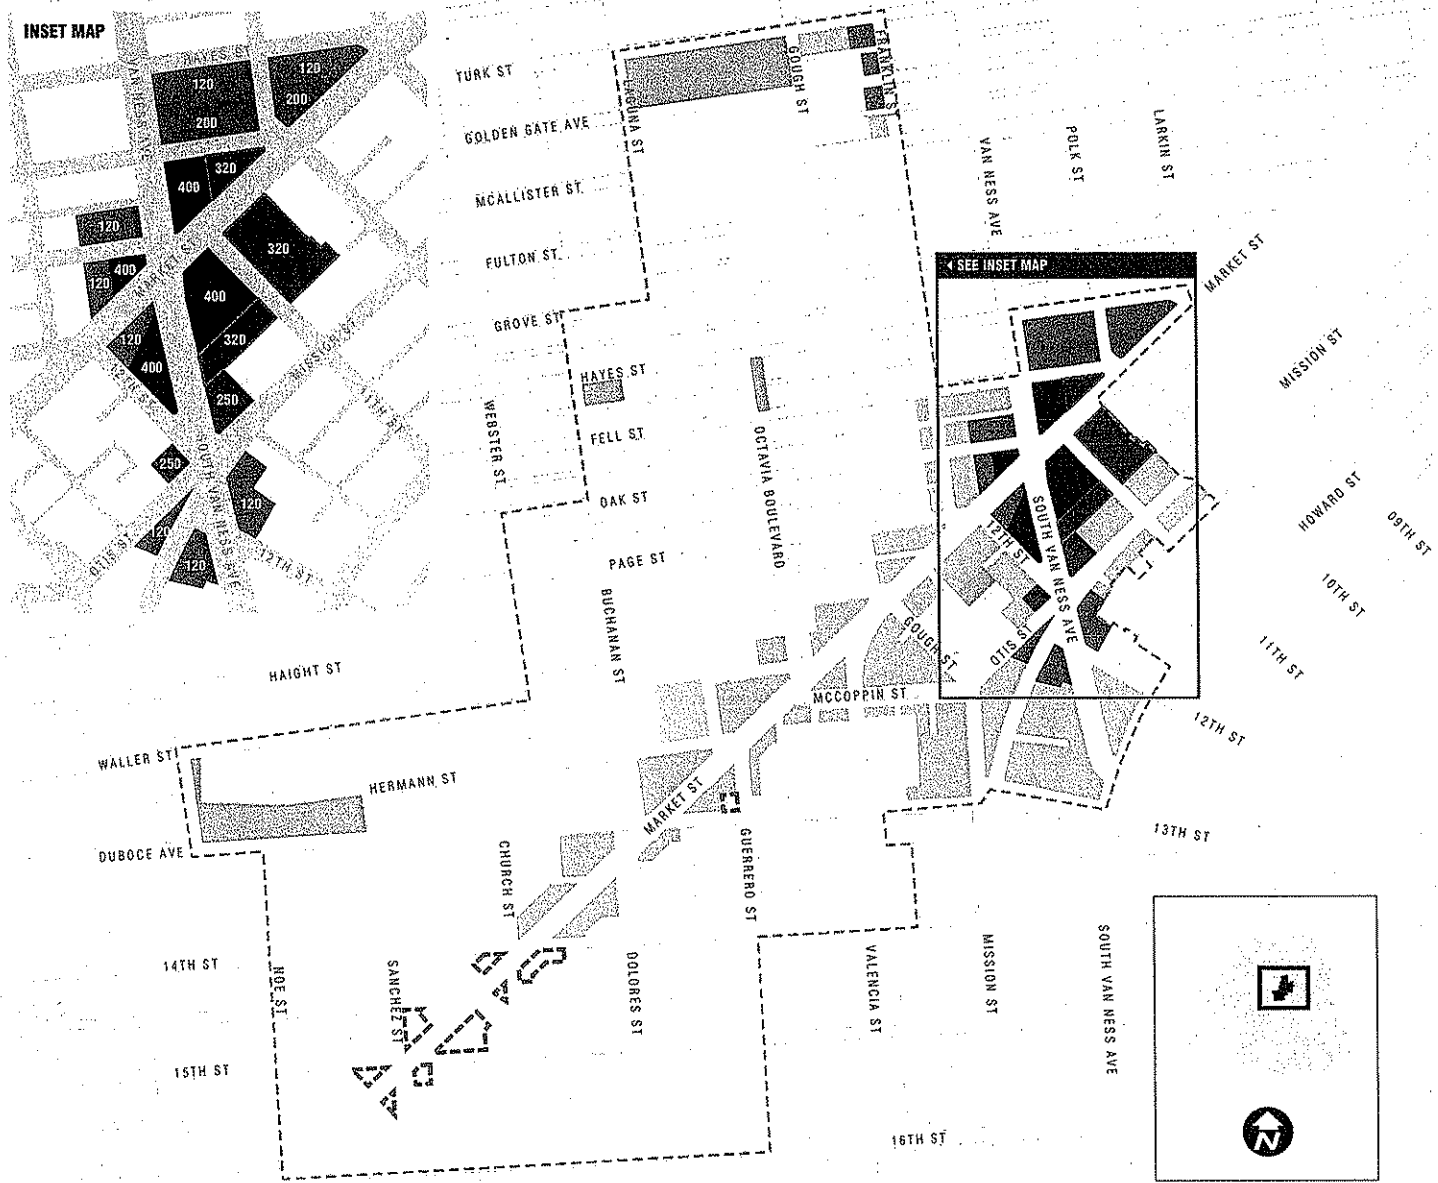 INSET MAP
HAYES ST
VAN NESS AVE
120
120
200
200
320
400
120
320
400
120
MARKET ST
400
120
320
400
MISSION ST
11TH ST
250
250
SOUTH VAN NESS AVE
120
120
OTIS ST
12TH ST
120
TURK ST
GOLDEN GATE AVE
LAGUNA ST
GOUGH ST
FRANKLIN ST
MCALLISTER ST
FULTON ST
GROVE ST
HAYES ST
FELL ST
OAK ST
PAGE ST
WEBSTER ST
OCTAVIA BOULEVARD
BUCHANAN ST
VAN NESS AVE
POLK ST
LARKIN ST
SEE INSET MAP
MARKET ST
MISSION ST
HOWARD ST
09TH ST
10TH ST
11TH ST
12TH ST
12TH ST
SOUTH VAN NESS AVE
GOUGH ST
OTIS ST
MCCOPPIN ST
HAIGHT ST
WALLER ST
HERMANN ST
MARKET ST
DUBOCE AVE
13TH ST
CHURCH ST
GUERRERO ST
14TH ST
NOE ST
SANCHEZ ST
DOLORES ST
VALENCIA ST
MISSION ST
SOUTH VAN NESS AVE
15TH ST
16TH ST
N